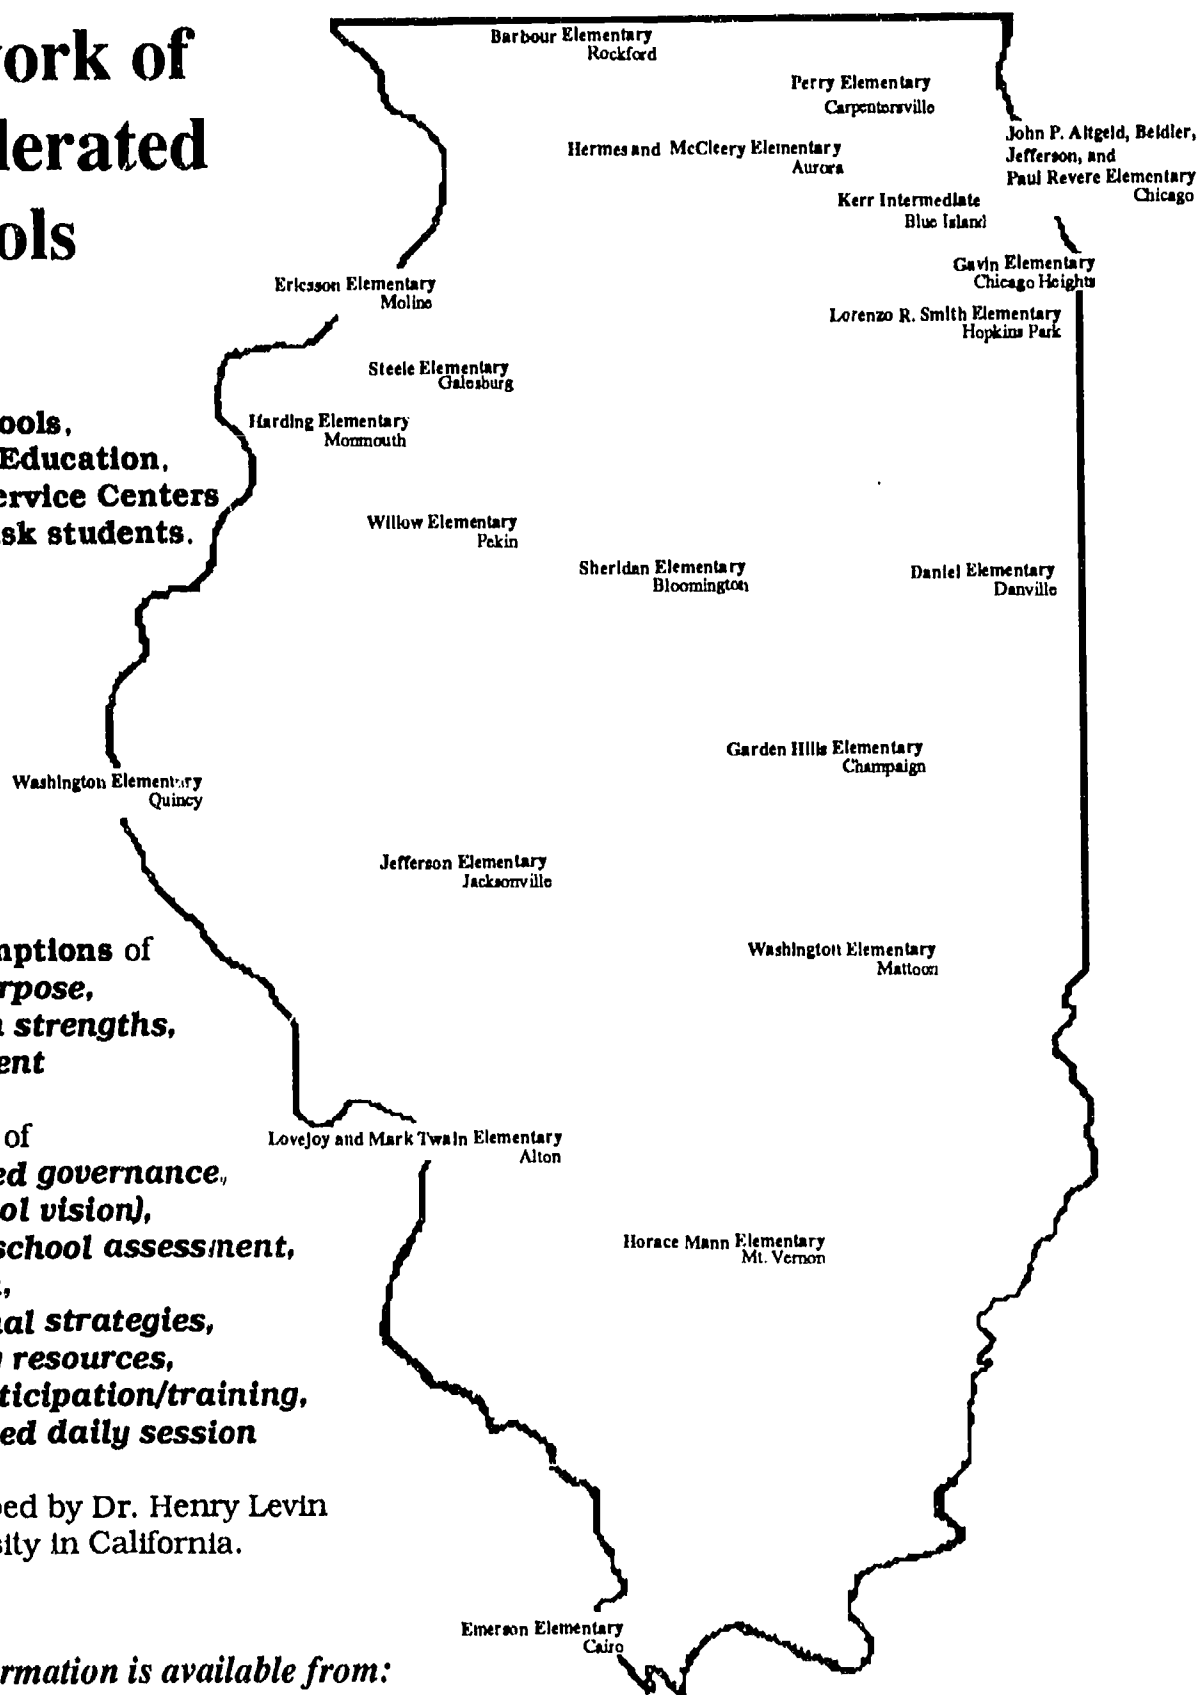 ork of
lerated
ols
ools,
Education,
ervice Centers
sk students.
mptions of
rpose,
n strengths,
ent
of
ed governance,
ol vision),
school assessment,
,
nal strategies,
resources,
ticipation/training,
ed daily session
ped by Dr. Henry Levin
sity in California.
rmation is available from:
Barbour Elementary
Rockford
Perry Elementary
Carpentersville
John P. Altgeld, Beidler,
Jefferson, and
Paul Revere Elementary
Chicago
Hermes and McCleery Elementary
Aurora
Kerr Intermediate
Blue Island
Gavin Elementary
Chicago Heights
Ericsson Elementary
Moline
Lorenzo R. Smith Elementary
Hopkins Park
Steele Elementary
Galesburg
Harding Elementary
Monmouth
Willow Elementary
Pekin
Sheridan Elementary
Bloomington
Daniel Elementary
Danville
Garden Hills Elementary
Champaign
Washington Elementary
Quincy
Jefferson Elementary
Jacksonville
Washington Elementary
Mattoon
Lovejoy and Mark Twain Elementary
Alton
Horace Mann Elementary
Mt. Vernon
Emerson Elementary
Cairo